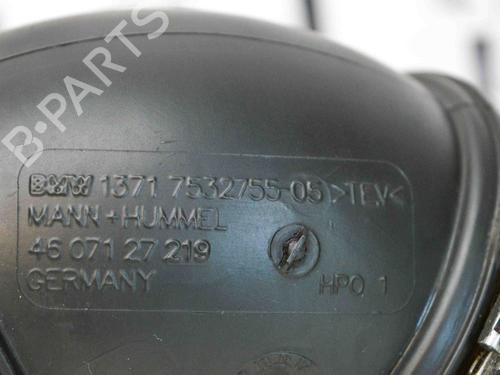 B-PARTS
BMW 1371 7532755-05 >TEV<
MANN+HUMMEL
46 071 27 219
GERMANY
HPO 1